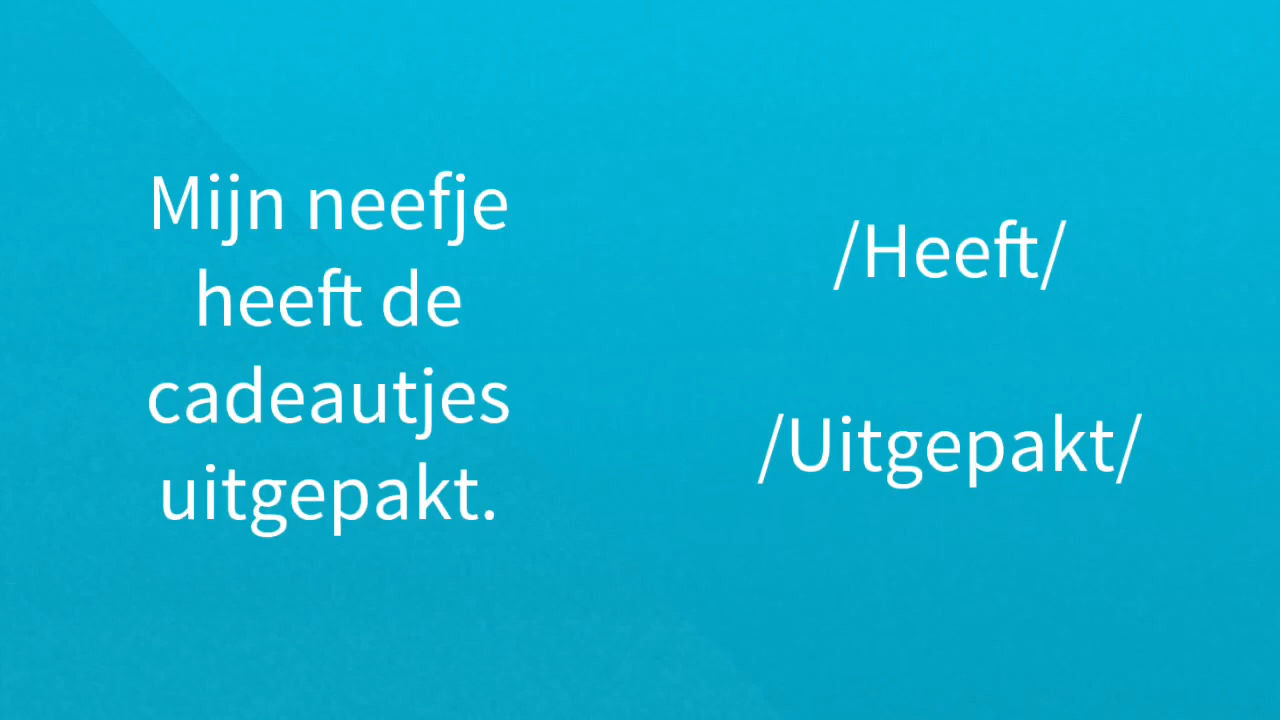 Mijn neefje
heeft de
cadeautjes
uitgepakt.
/Heeft/
/Uitgepakt/